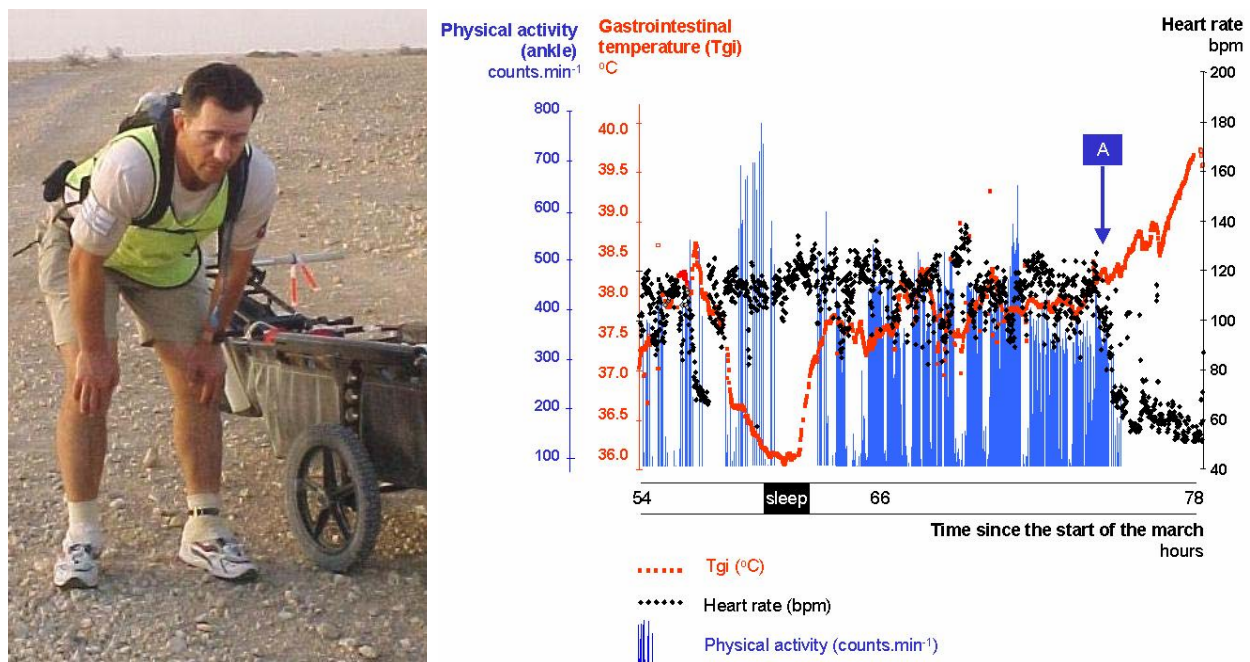 Physical activity
(ankle)
counts.min-1
Gastrointestinal
temperature (Tgi)
oC
Heart rate
bpm
800
700
600
500
400
300
200
100
40.0
39.5
39.0
38.5
38.0
37.5
37.0
36.5
36.0
A
200
180
160
140
120
100
80
60
40
54
sleep
66
78
Time since the start of the march
hours
Tgi (oC)
Heart rate (bpm)
Physical activity (counts.min-1)